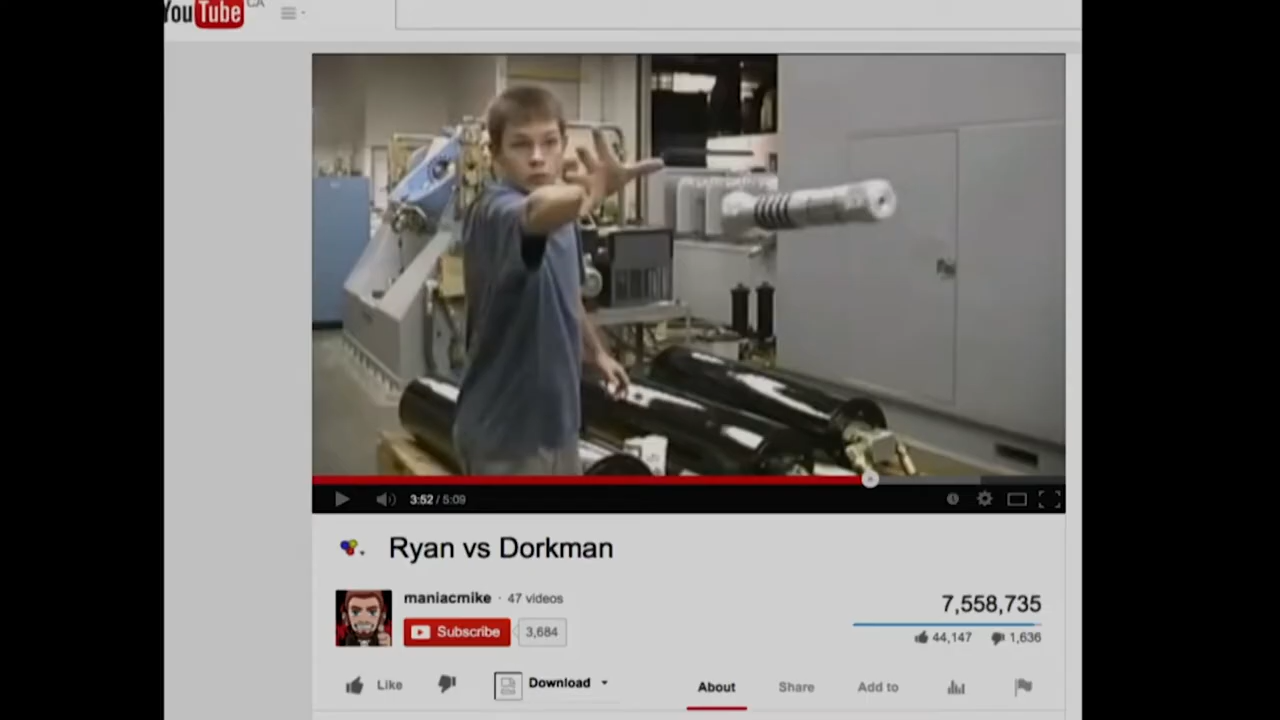 YouTube CA
3:52 / 5:09
Ryan vs Dorkman
maniacmike · 47 videos
Subscribe 3,684
7,558,735
44,147 1,636
Like Download About Share Add to